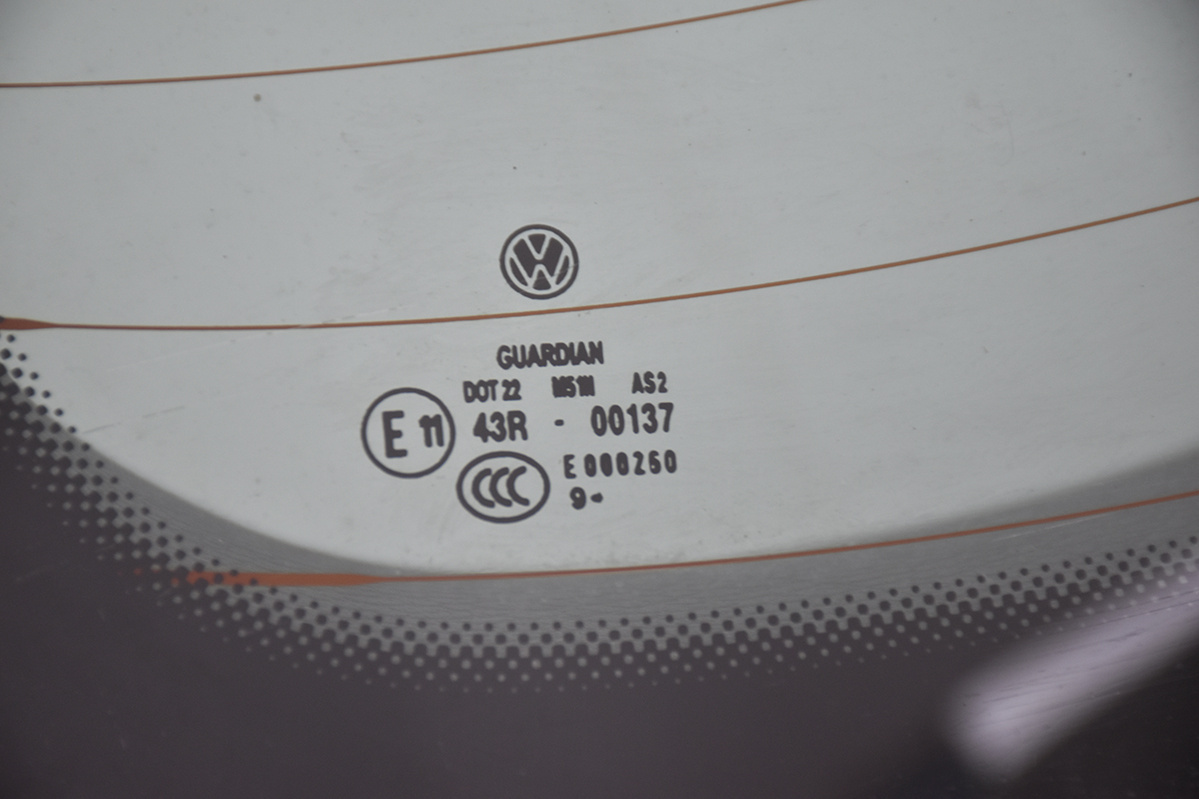 GUARDIAN
DOT 22 M51N AS2
E 11 43R - 00137
CCC E 000260
9